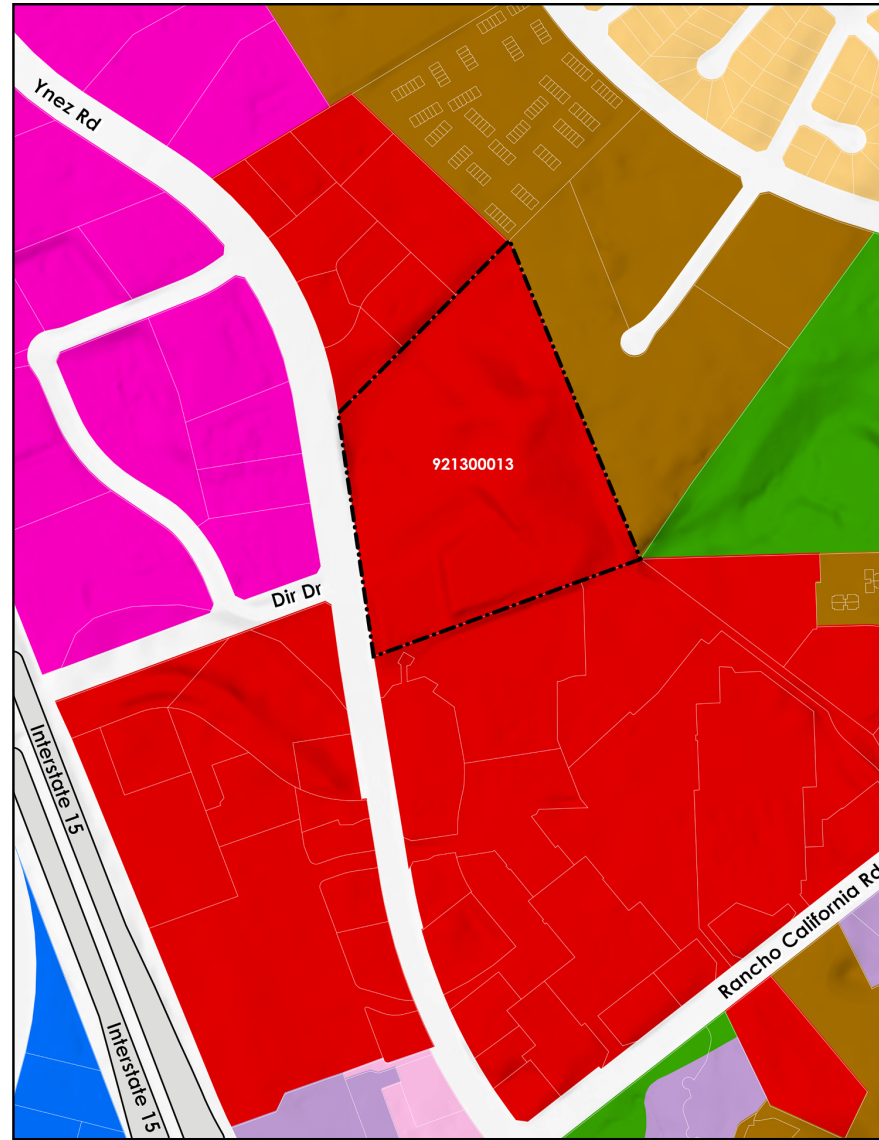 Ynez Rd
921300013
Dir Dr
Interstate 15
Rancho California Rd
Interstate 15